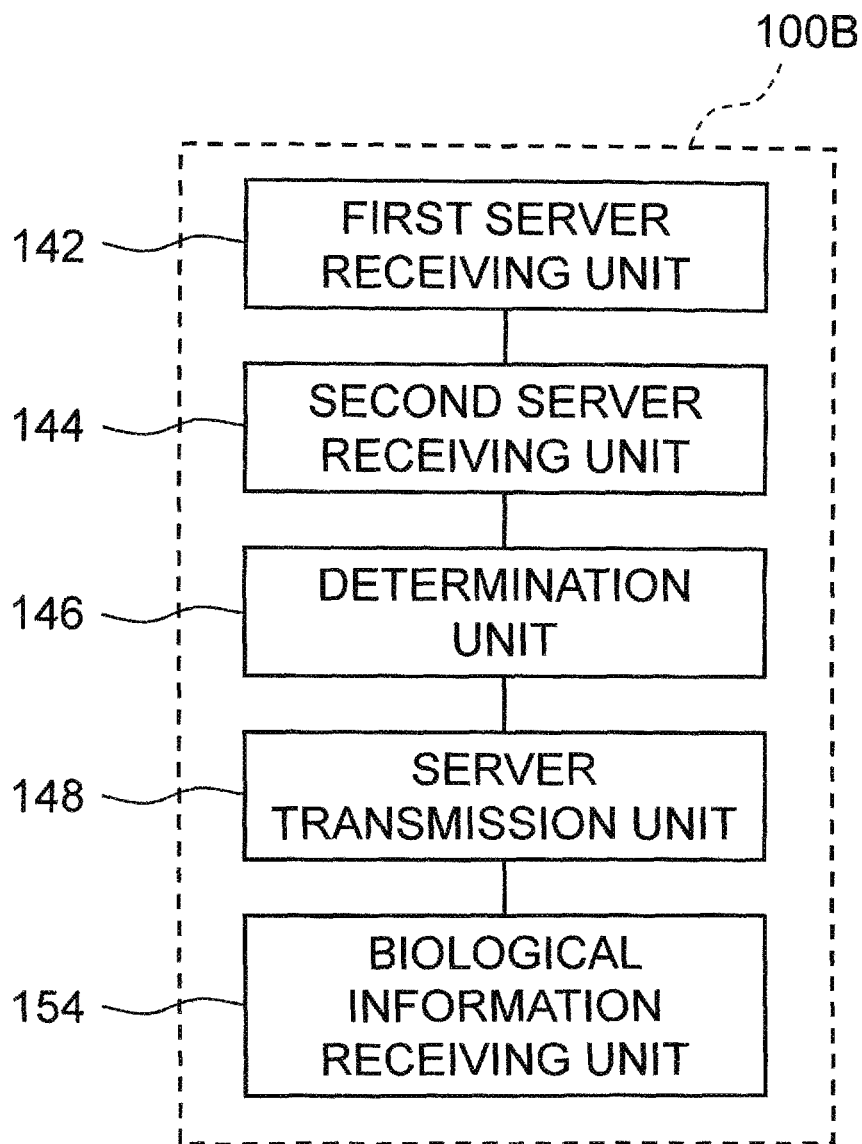 100B
142
FIRST SERVER
RECEIVING UNIT
144
SECOND SERVER
RECEIVING UNIT
146
DETERMINATION
UNIT
148
SERVER
TRANSMISSION UNIT
154
BIOLOGICAL
INFORMATION
RECEIVING UNIT